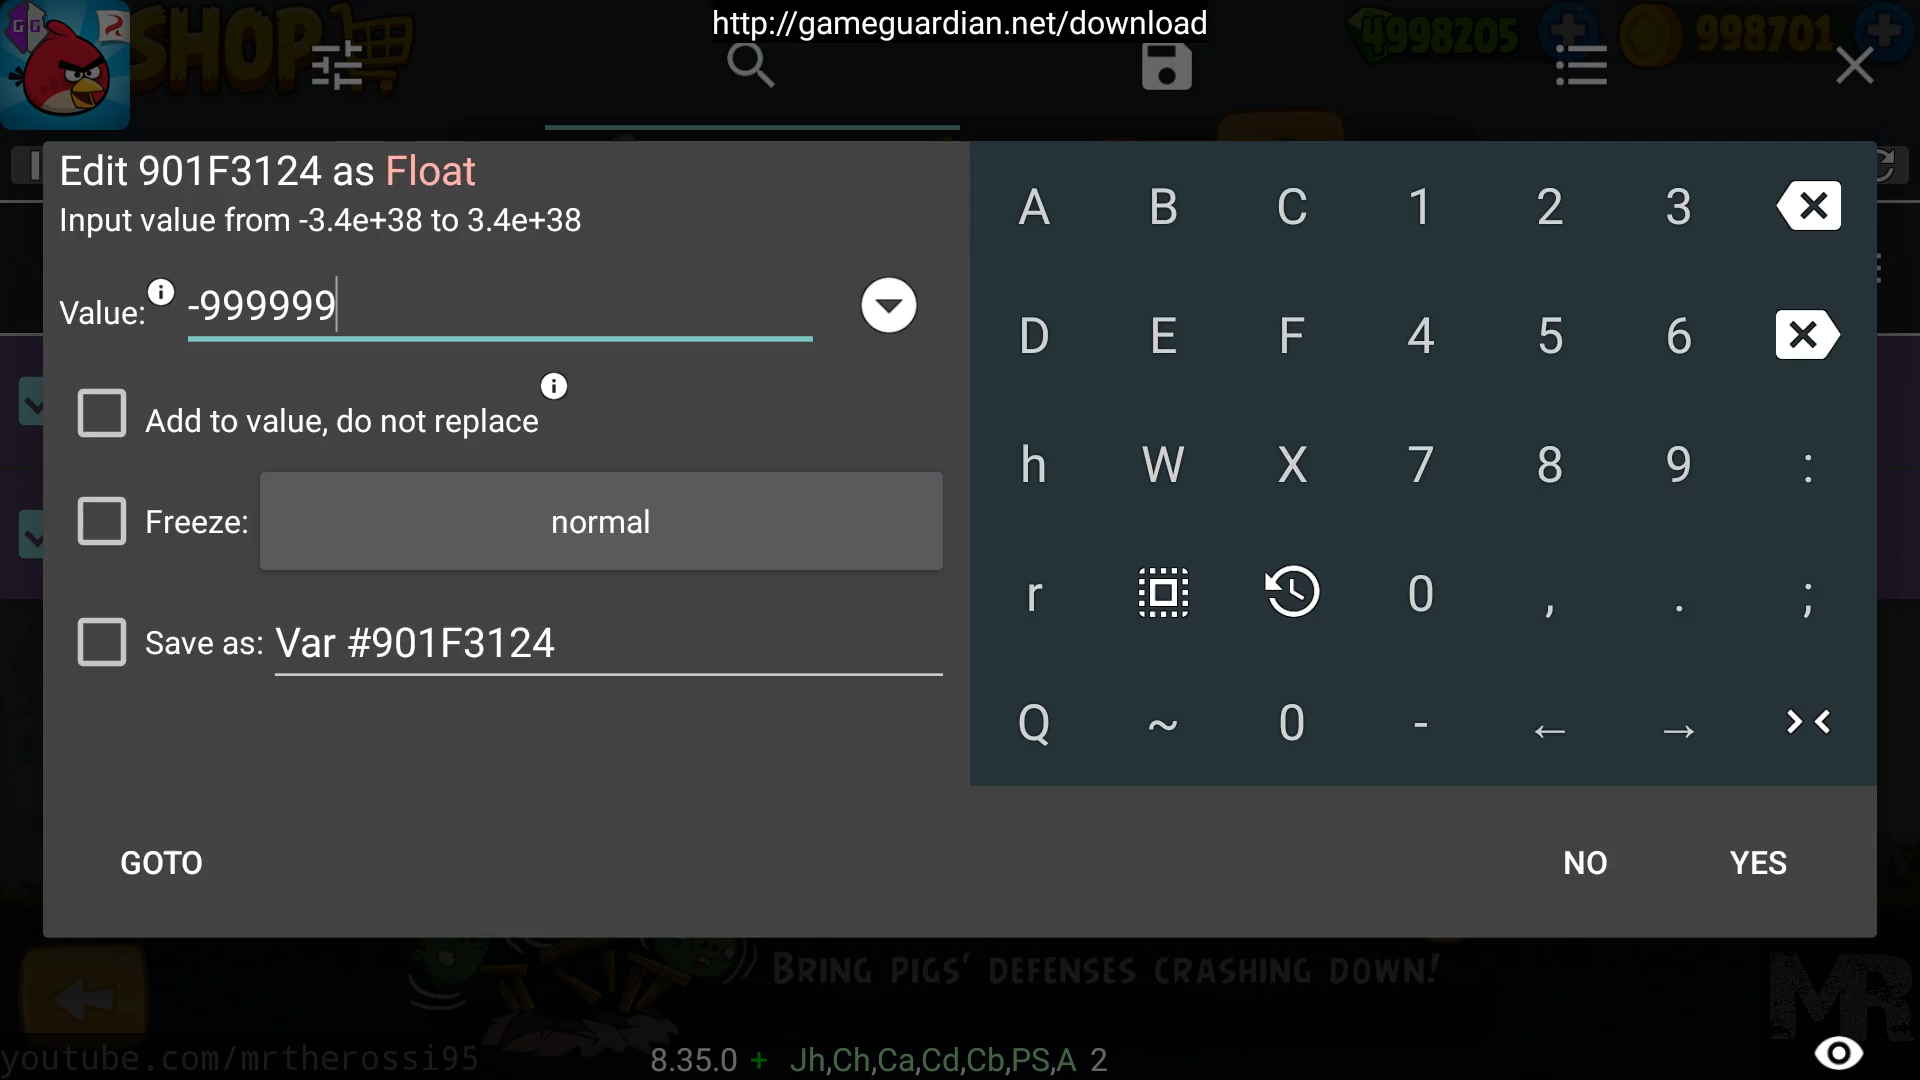 http://gameguardian.net/download
SHOP
4998205
998701
Edit 901F3124 as Float
Input value from -3.4e+38 to 3.4e+38
Value: -999999
Add to value, do not replace
Freeze: normal
Save as: Var #901F3124
A B C 1 2 3
D E F 4 5 6
h W X 7 8 9 :
r 0 , . ;
Q ~ 0 - ← →
GOTO
NO
YES
BRING PIGS' DEFENSES CRASHING DOWN!
MR
youtube.com/mrtherossi95
8.35.0 + Jh,Ch,Ca,Cd,Cb,PS,A 2